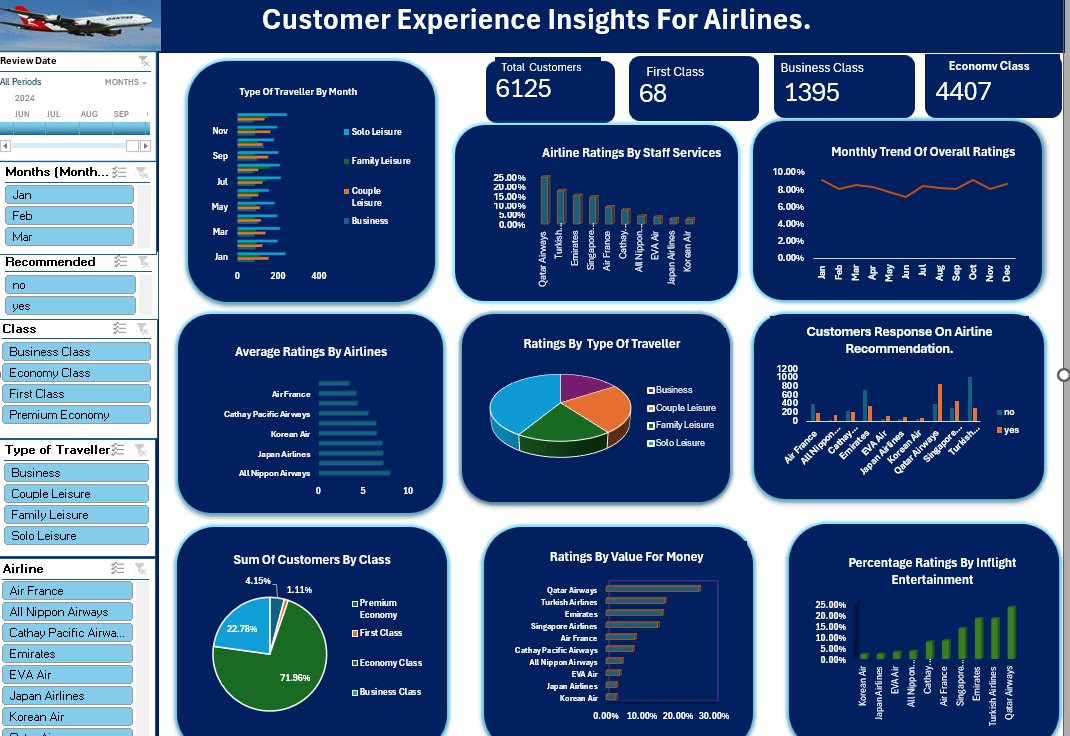 Customer Experience Insights For Airlines.
QANTAS
Review Date
All Periods
MONTHS
2024
JUN JUL AUG SEP
Months (Month...
Jan
Feb
Mar
Recommended
no
yes
Class
Business Class
Economy Class
First Class
Premium Economy
Type of Traveller
Business
Couple Leisure
Family Leisure
Solo Leisure
Airline
Air France
All Nippon Airways
Cathay Pacific Airwa...
Emirates
EVA Air
Japan Airlines
Korean Air
Total Customers
6125
First Class
68
Business Class
1395
Economy Class
4407
Type Of Traveller By Month
Nov
Sep
Jul
May
Mar
Jan
0 200 400
Solo Leisure
Family Leisure
Couple
Leisure
Business
Airline Ratings By Staff Services
25.00%
20.00%
15.00%
10.00%
5.00%
0.00%
Qatar Airways
Turkish...
Emirates
Singapore...
Air France
Cathay...
All Nippon...
EVA Air
Japan Airlines
Korean Air
Monthly Trend Of Overall Ratings
10.00%
8.00%
6.00%
4.00%
2.00%
0.00%
Jan Feb Mar Apr May Jun Jul Aug Sep Oct Nov Dec
Average Ratings By Airlines
Air France
Cathay Pacific Airways
Korean Air
Japan Airlines
All Nippon Airways
0 5 10
Ratings By Type Of Traveller
Business
Couple Leisure
Family Leisure
Solo Leisure
Customers Response On Airline
Recommendation.
1200
1000
800
600
400
200
0
Air France
All Nippon...
Cathay...
Emirates
EVA Air
Japan Airlines
Korean Air
Qatar Airways
Singapore...
Turkish...
no
yes
Sum Of Customers By Class
4.15%
1.11%
22.78%
71.96%
Premium
Economy
First Class
Economy Class
Business Class
Ratings By Value For Money
Qatar Airways
Turkish Airlines
Emirates
Singapore Airlines
Air France
Cathay Pacific Airways
All Nippon Airways
EVA Air
Japan Airlines
Korean Air
0.00% 10.00% 20.00% 30.00%
Percentage Ratings By Inflight
Entertainment
25.00%
20.00%
15.00%
10.00%
5.00%
0.00%
Korean Air
Japan Airlines
EVA Air
All Nippon...
Cathay...
Air France
Singapore...
Emirates
Turkish Airlines
Qatar Airways